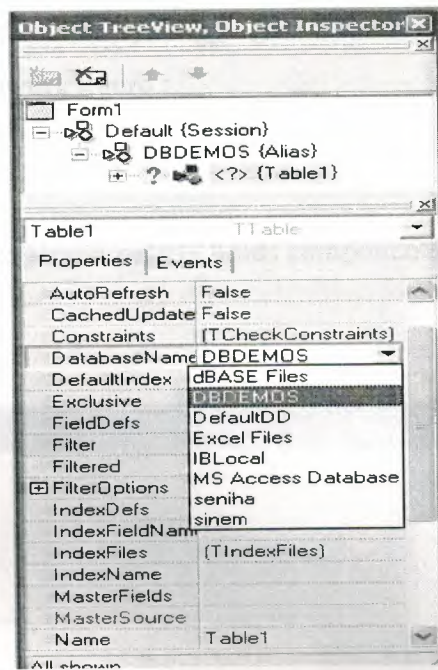 Object TreeView, Object Inspector
Form1
Default {Session}
DBDEMOS {Alias}
? <?> {Table1}
Table1 TTable
Properties Events
AutoRefresh False
CachedUpdate False
Constraints (TCheckConstraints)
DatabaseName DBDEMOS
DefaultIndex dBASE Files
Exclusive DBDEMOS
FieldDefs DefaultDD
Filter Excel Files
Filtered IBLocal
FilterOptions MS Access Database
IndexDefs seniha
IndexFieldNam sinem
IndexFiles (TIndexFiles)
IndexName
MasterFields
MasterSource
Name Table1
All shown